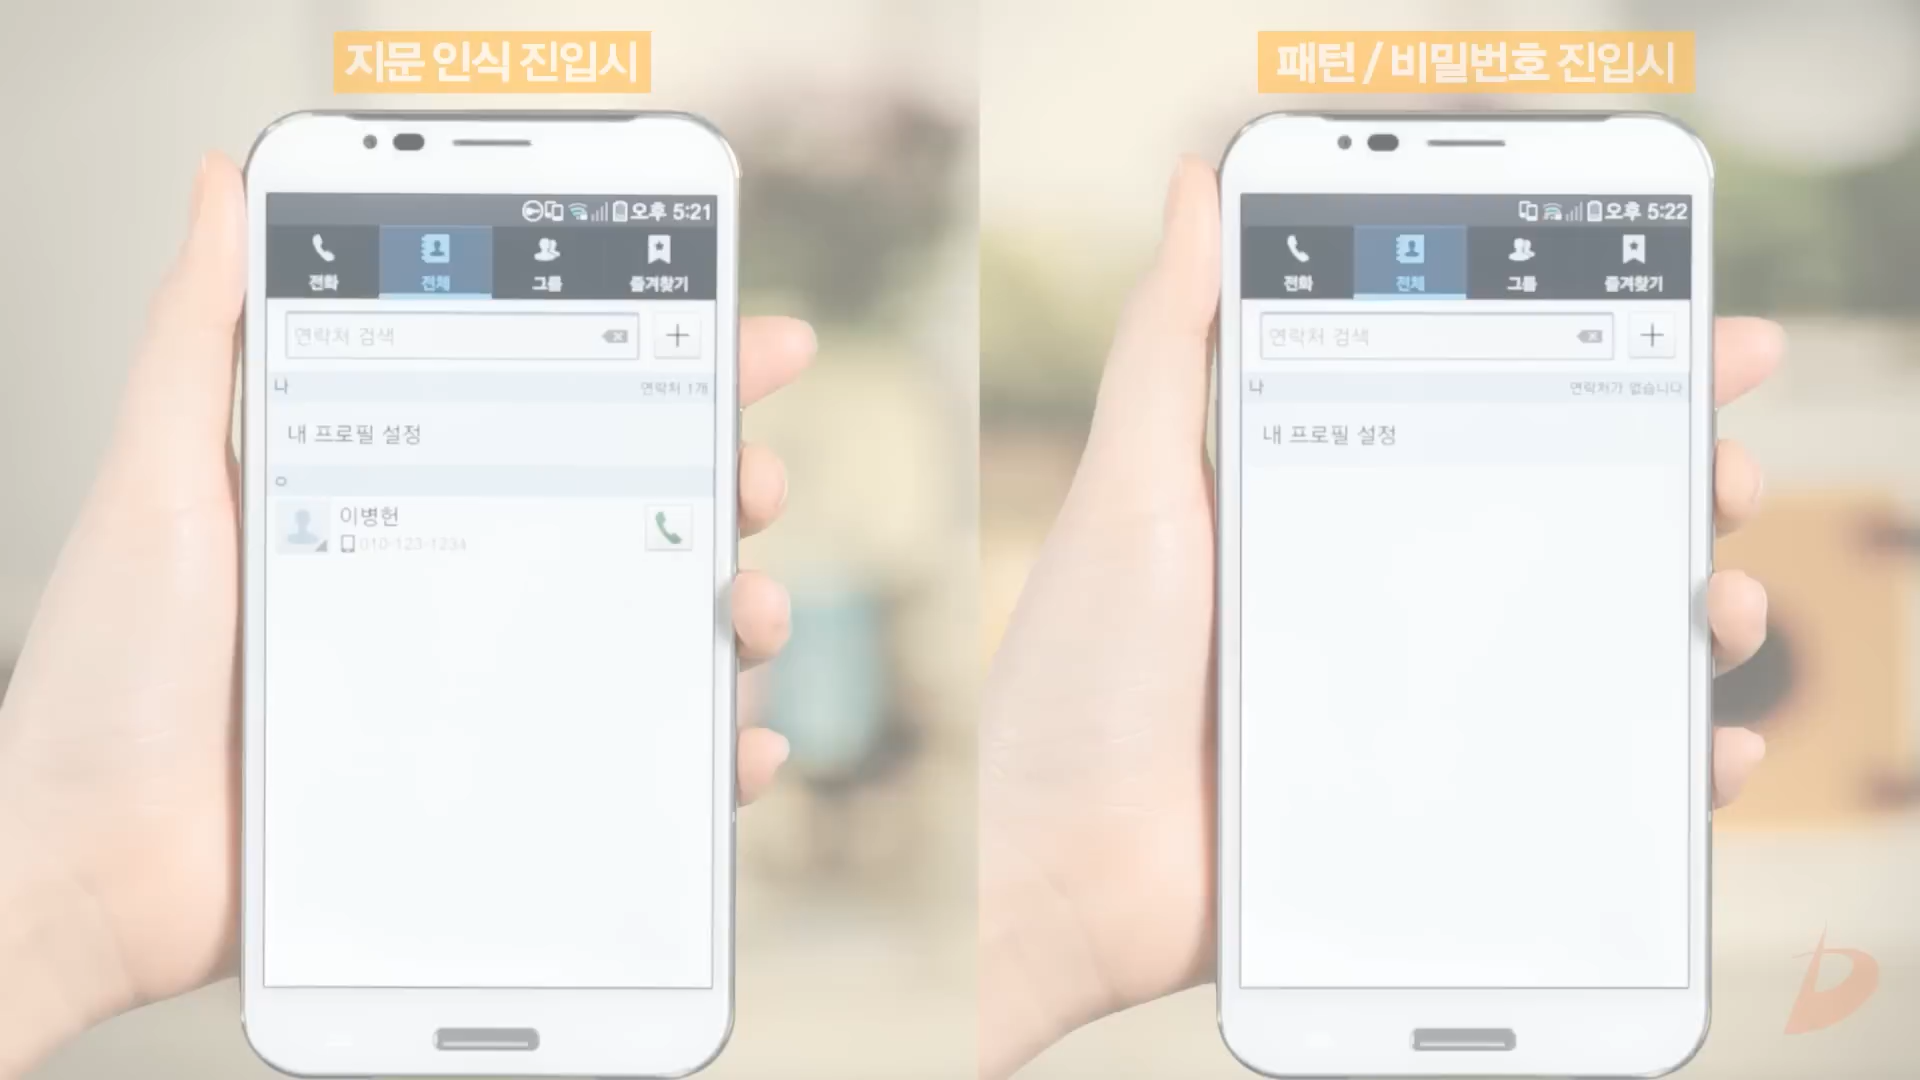 지문 인식 진입시
오후 5:21
전화
전체
그룹
즐겨찾기
연락처 검색
나
연락처 1개
내 프로필 설정
ㅇ
이병헌
010-123-1234
패턴 / 비밀번호 진입시
오후 5:22
전화
전체
그룹
즐겨찾기
연락처 검색
나
연락처가 없습니다
내 프로필 설정